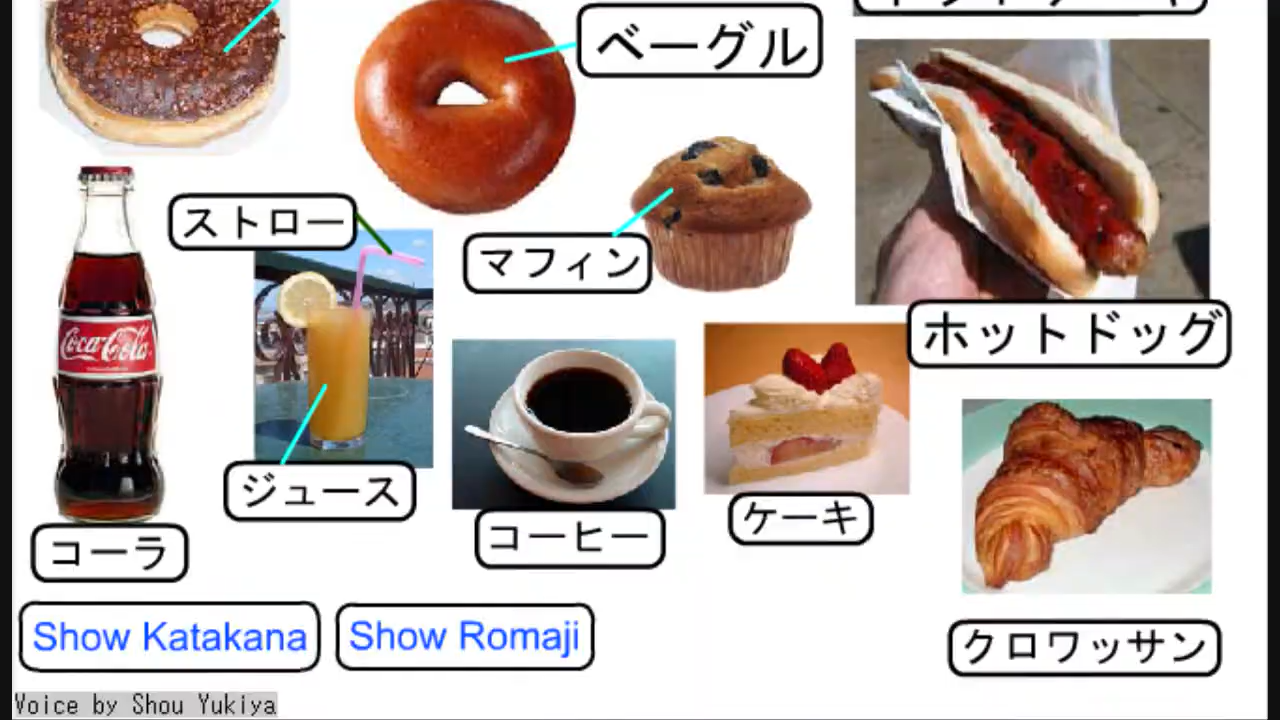 ベーグル
ストロー
マフィン
Coca-Cola
ホットドッグ
ジュース
ケーキ
コーヒー
コーラ
Show Katakana
Show Romaji
クロワッサン
Voice by Shou Yukiya